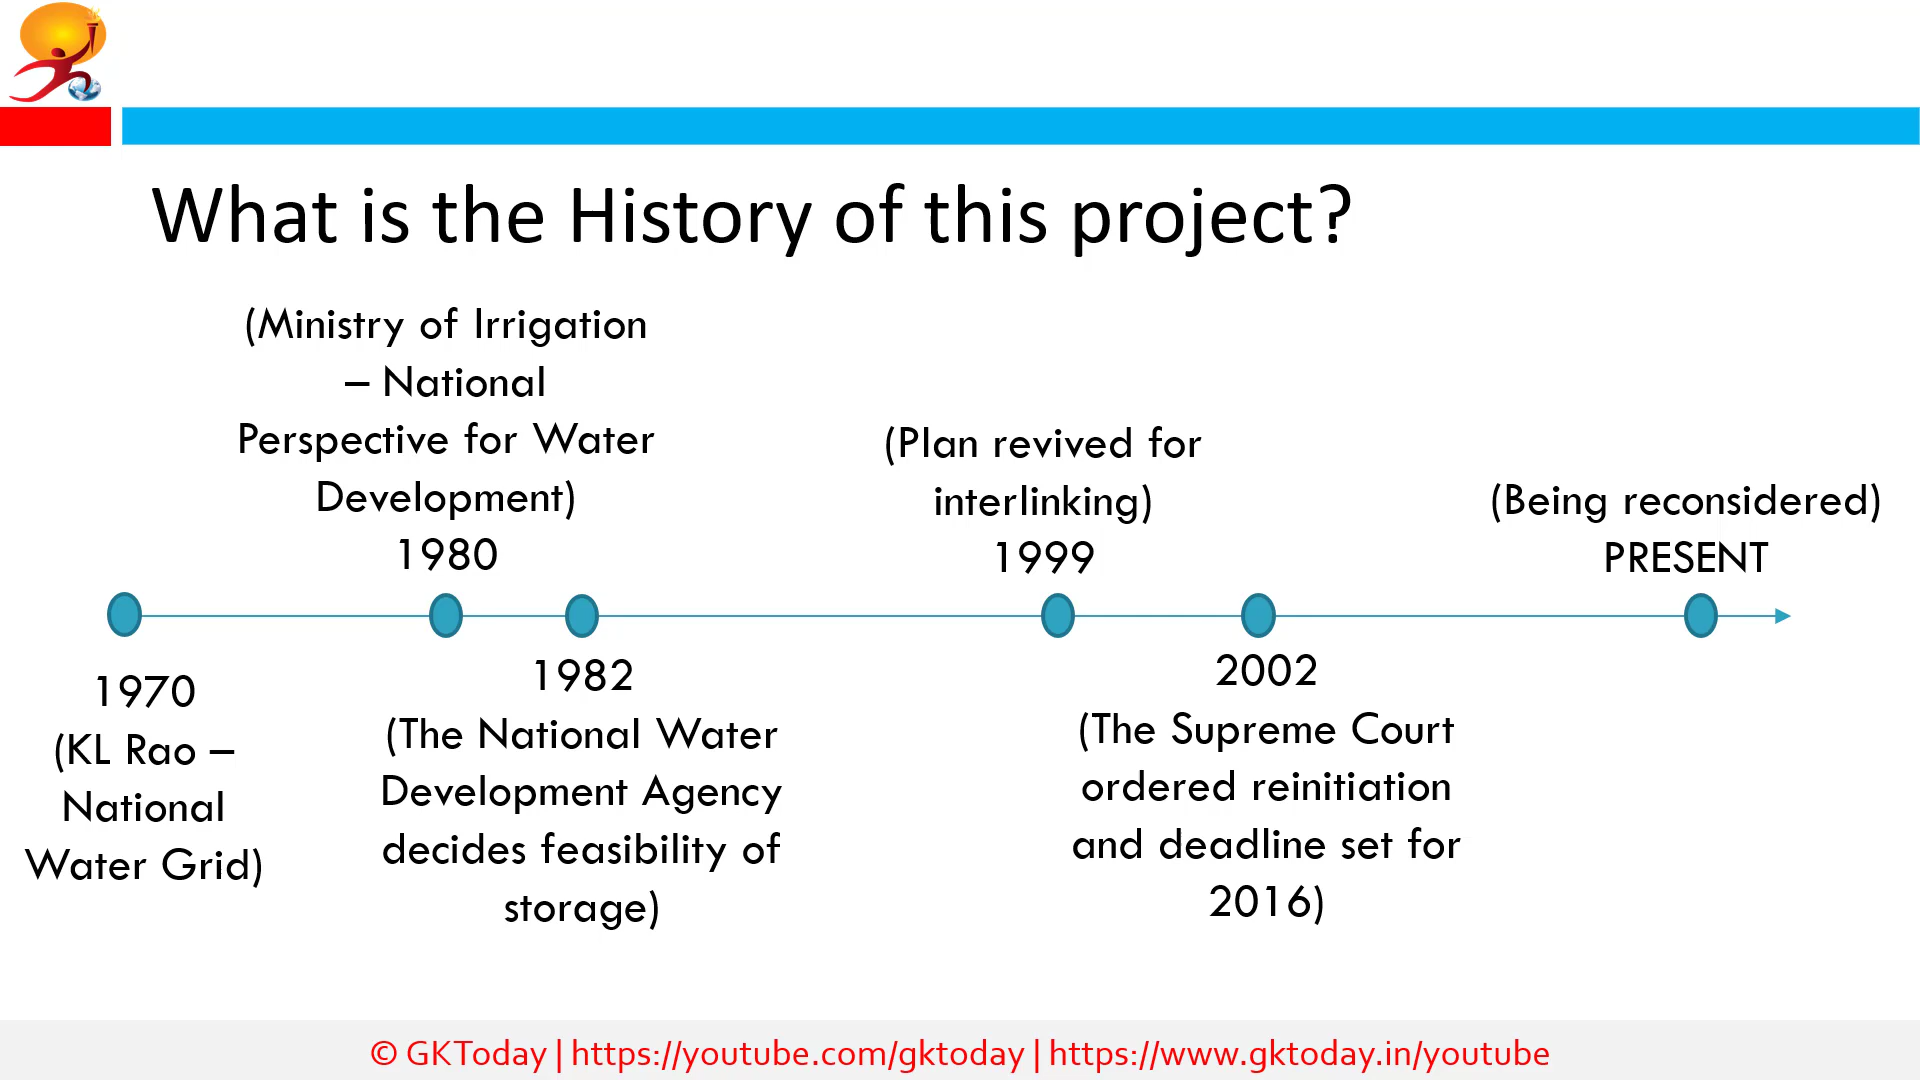 What is the History of this project?
(Ministry of Irrigation
– National
Perspective for Water
Development)
1980
(Plan revived for
interlinking)
1999
(Being reconsidered)
PRESENT
1970
(KL Rao –
National
Water Grid)
1982
(The National Water
Development Agency
decides feasibility of
storage)
2002
(The Supreme Court
ordered reinitiation
and deadline set for
2016)
© GKToday | https://youtube.com/gktoday | https://www.gktoday.in/youtube